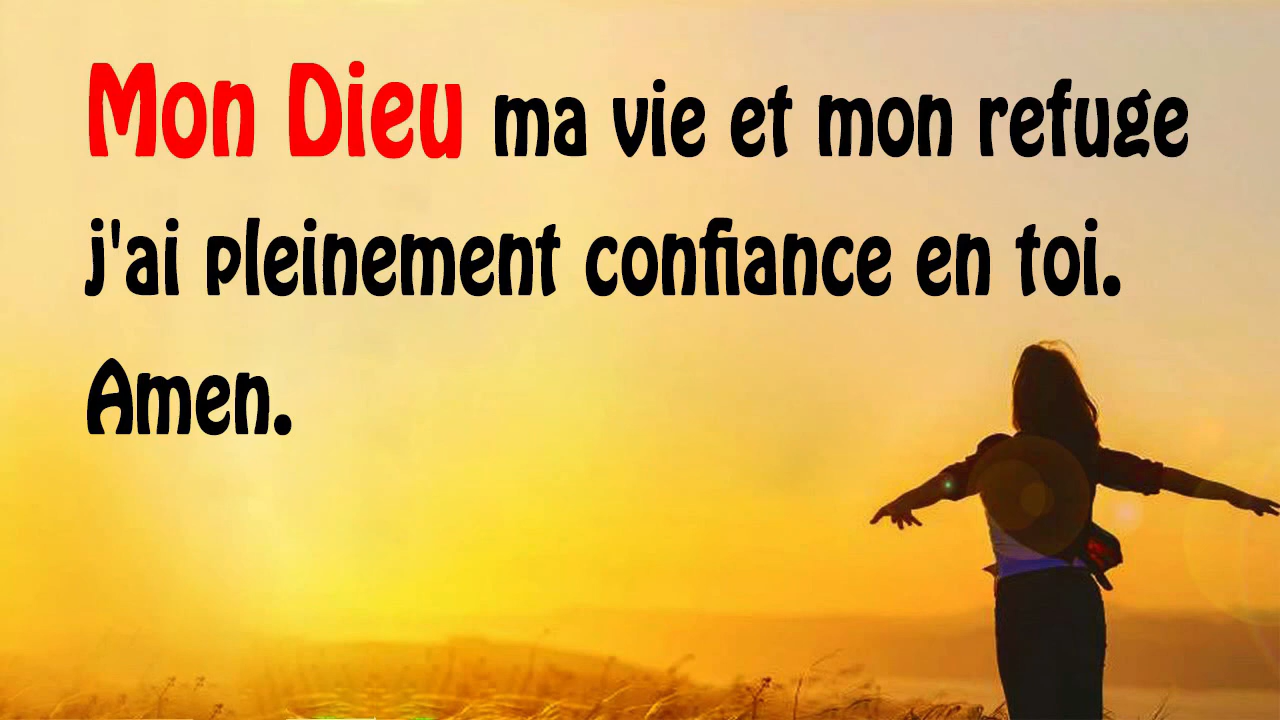 Mon Dieu ma vie et mon refuge
j'ai pleinement confiance en toi.
Amen.